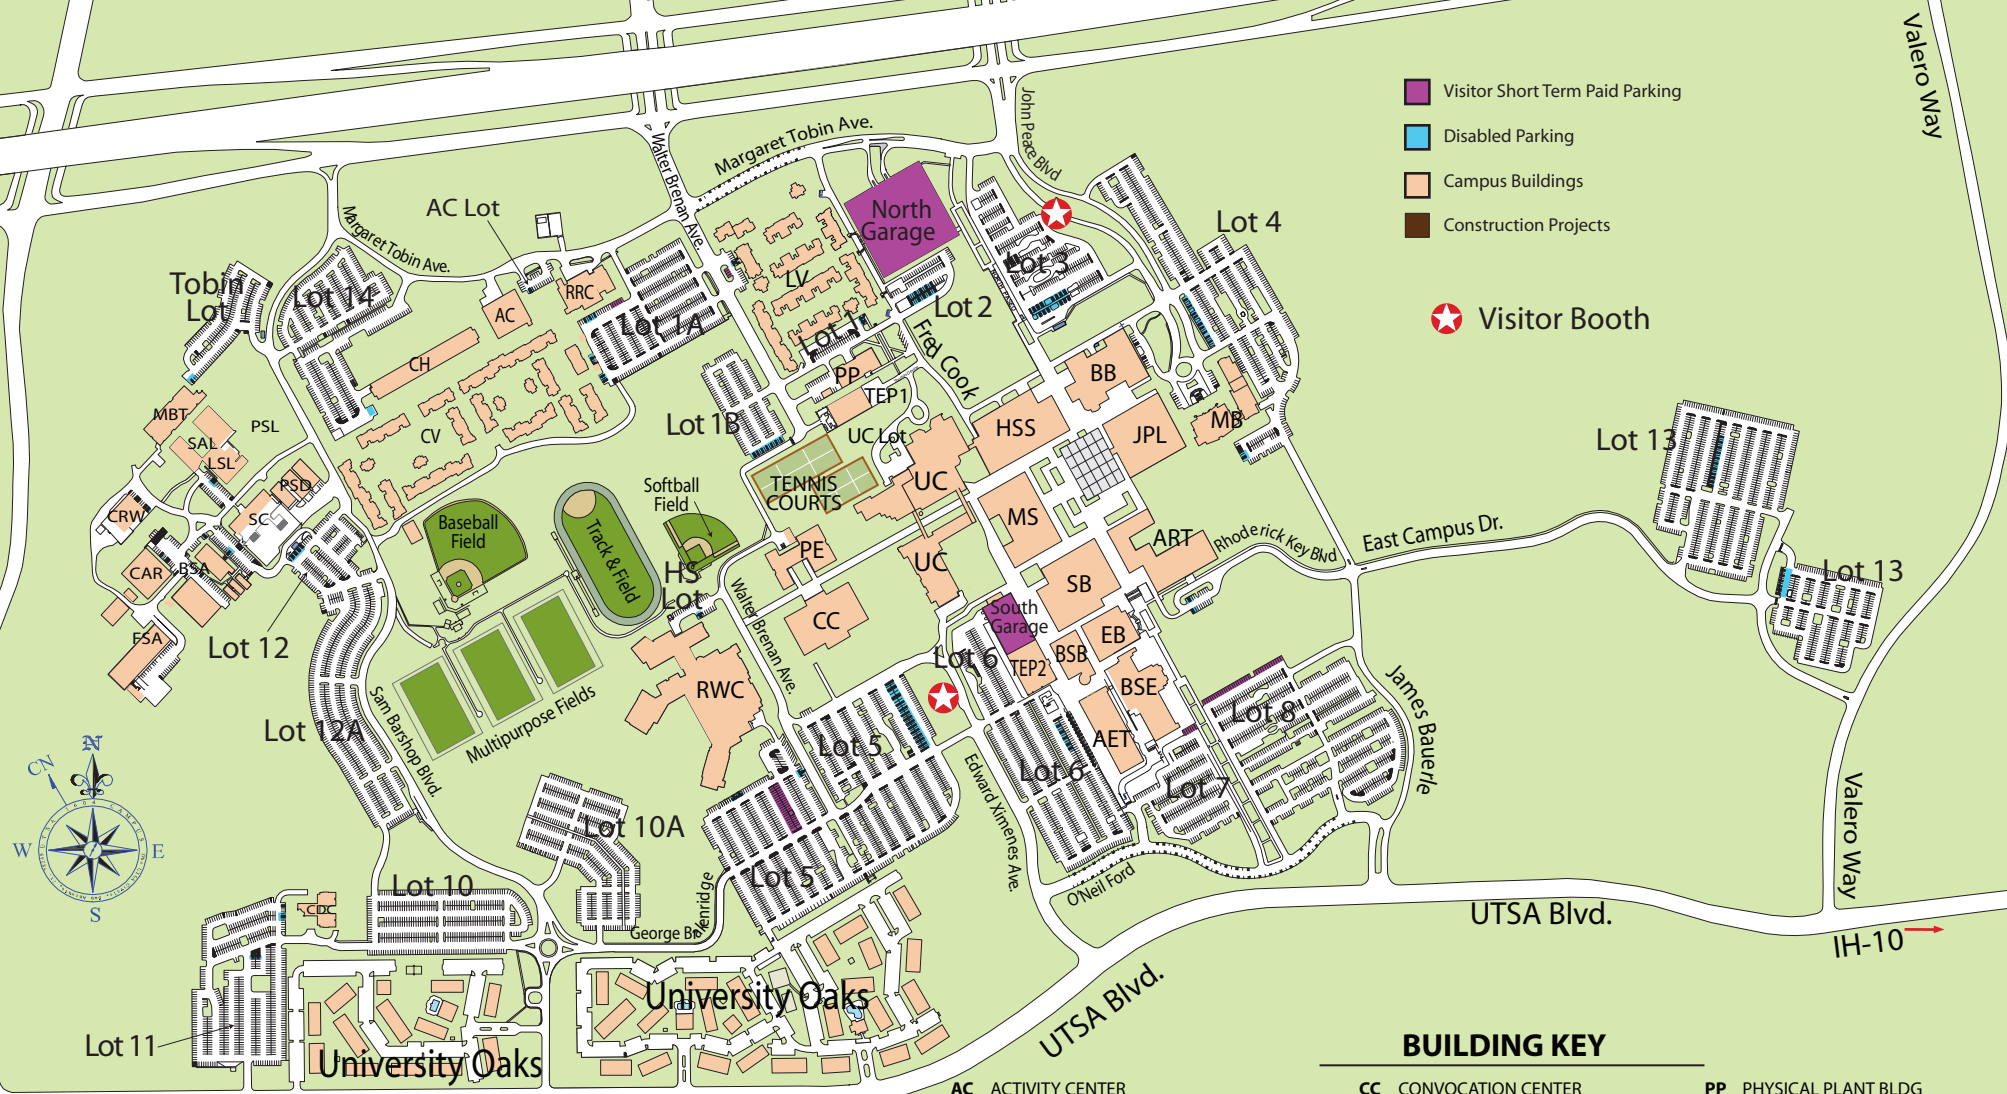 Valero Way
Visitor Short Term Paid Parking
Disabled Parking
Campus Buildings
Construction Projects
Visitor Booth
John Peace Blvd
Margaret Tobin Ave.
Walter Brenan Ave.
AC Lot
North
Garage
Lot 4
Margaret Tobin Ave.
Lot 3
Tobin
Lot
Lot 14
RRC
LV
AC
Lot 2
Lot 1A
Lot 1
Fred Cook
CH
PP
BB
TEP1
MBT
PSL
CV
Lot 1B
UC Lot
HSS
JPL
MB
Lot 13
SAL
LSL
PSD
TENNIS
COURTS
UC
Softball
Field
CRW
SC
Baseball
Field
Track & Field
MS
ART
Rhoderick Key Blvd
East Campus Dr.
PE
UC
CAR
BSA
HS
Lot
SB
Lot 13
South
Garage
CC
EB
FSA
Lot 12
Walter Brenan Ave.
Lot 6
TEP2
BSB
RWC
BSE
Sam Barshop Blvd.
Multipurpose Fields
Lot 12A
Lot 8
James Bauerle
AET
Lot 5
Lot 6
Lot 7
Edward Ximenes Ave.
Valero Way
CN
N
W
E
S
Lot 10A
Lot 5
Lot 10
CDC
George Brakenridge
O'Neil Ford
UTSA Blvd.
IH-10
University Oaks
UTSA Blvd.
Lot 11
University Oaks
BUILDING KEY
AC ACTIVITY CENTER
CC CONVOCATION CENTER
PP PHYSICAL PLANT BLDG